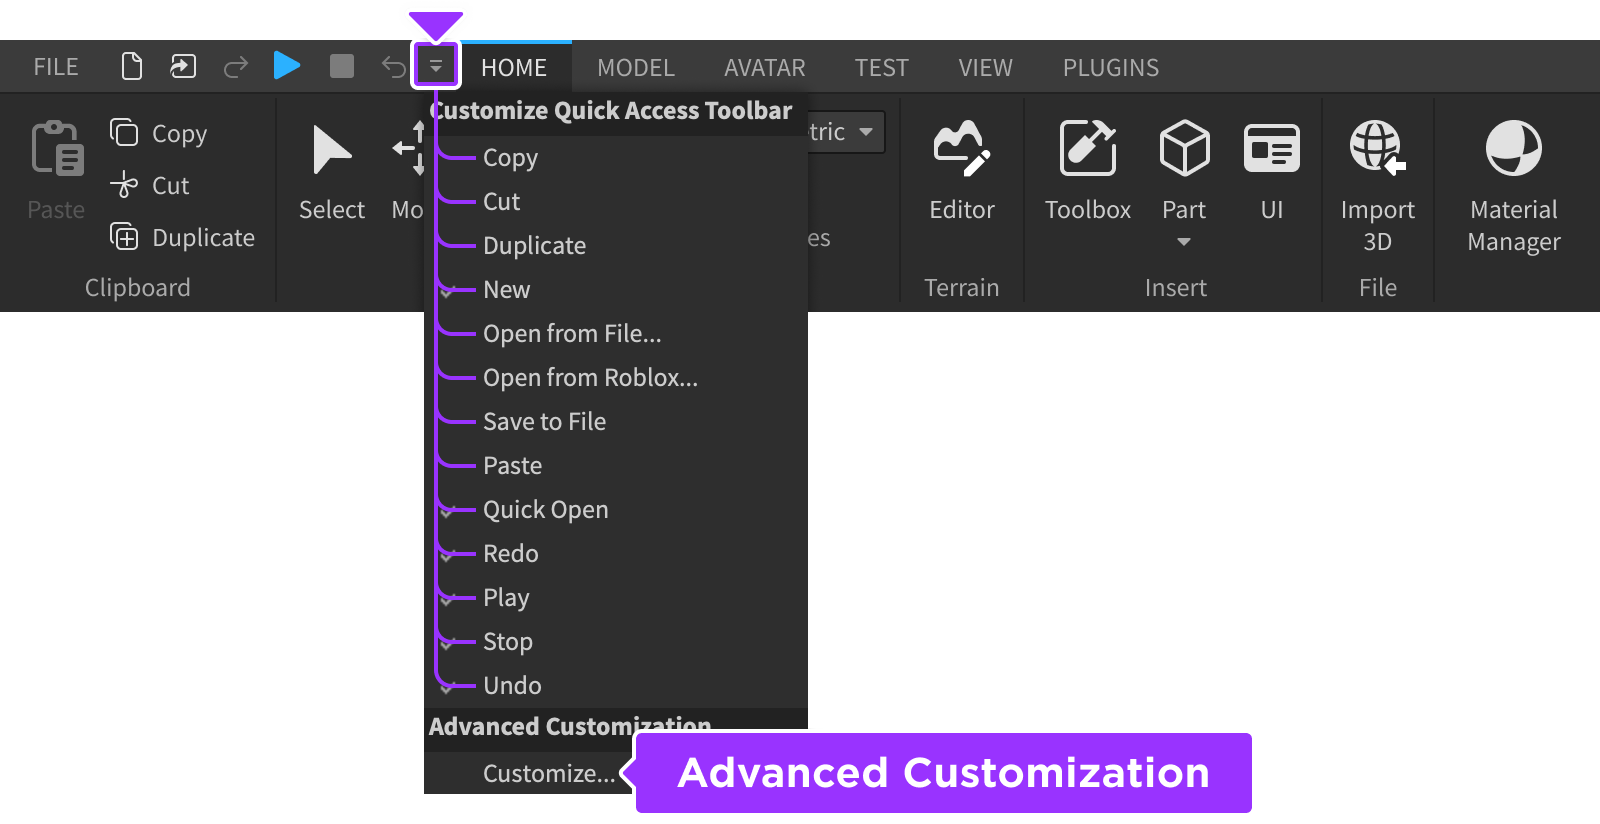 FILE
HOME
MODEL
AVATAR
TEST
VIEW
PLUGINS
Customize Quick Access Toolbar
Copy
Cut
Duplicate
New
Open from File...
Open from Roblox...
Save to File
Paste
Quick Open
Redo
Play
Stop
Undo
Advanced Customization
Customize...
Advanced Customization
Paste
Copy
Cut
Duplicate
Clipboard
Select
Mo
tric
es
Editor
Terrain
Toolbox
Part
UI
Insert
Import
3D
File
Material
Manager